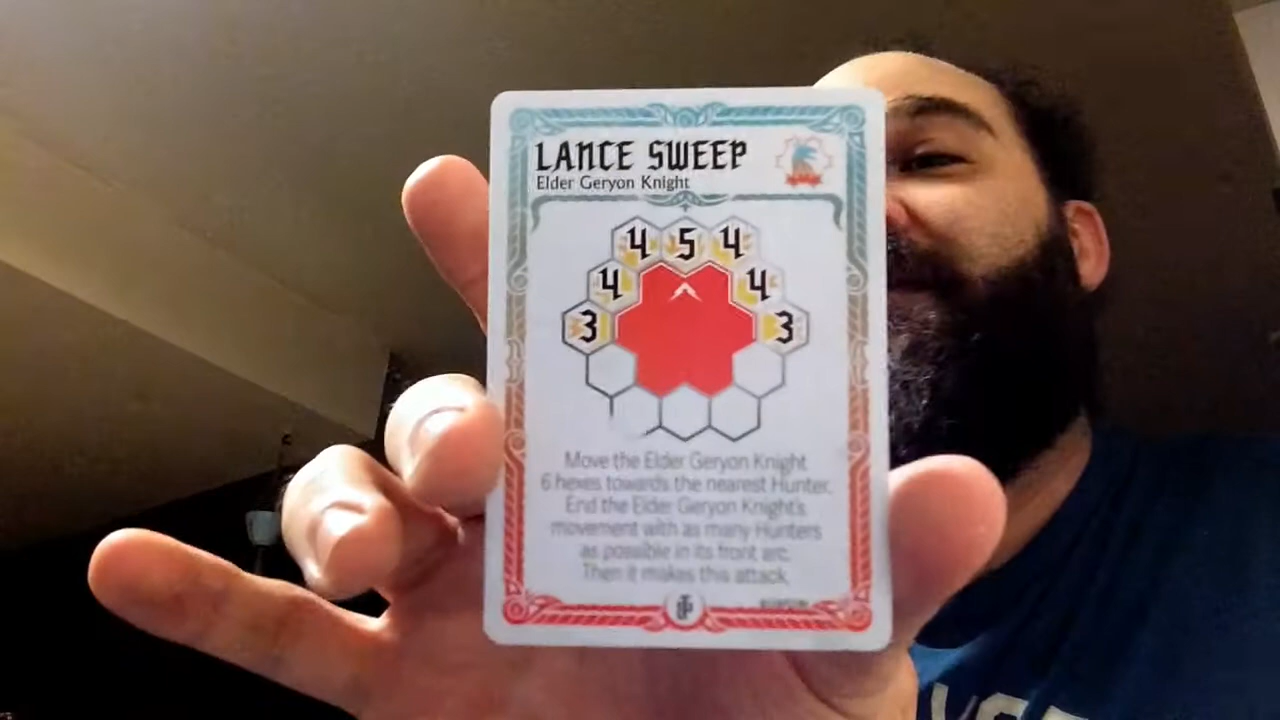 LANCE SWEEP
Elder Geryon Knight
4 5 4
4 4
3 3
Move the Elder Geryon Knight
6 hexes towards the nearest Hunter.
End the Elder Geryon Knight's
movement with as many Hunters
as possible in its front arc.
Then it makes this attack.